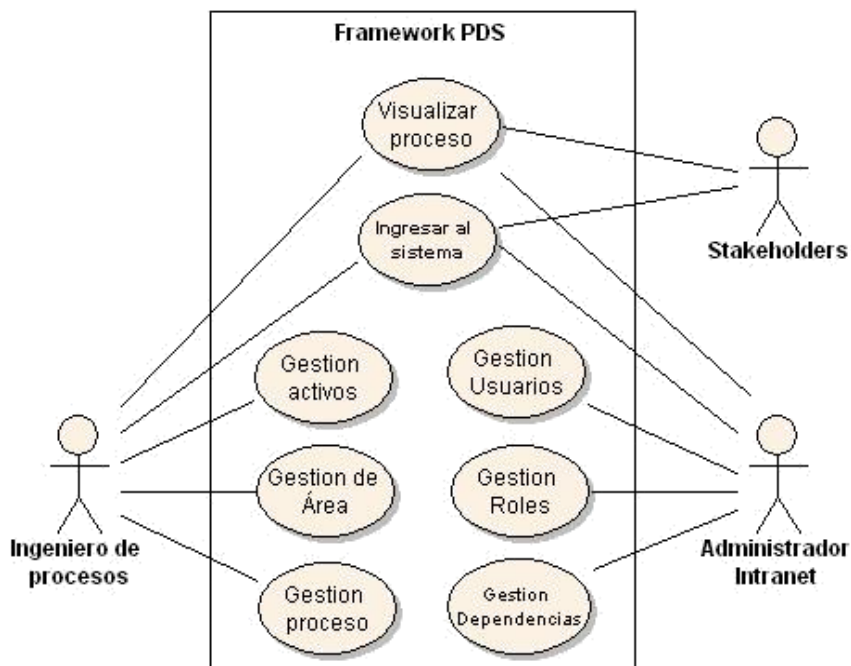 Framework PDS
Visualizar
proceso
Ingresar al
sistema
Stakeholders
Gestion
activos
Gestion
Usuarios
Gestion de
Área
Gestion
Roles
Ingeniero de
procesos
Administrador
Intranet
Gestion
proceso
Gestion
Dependencias